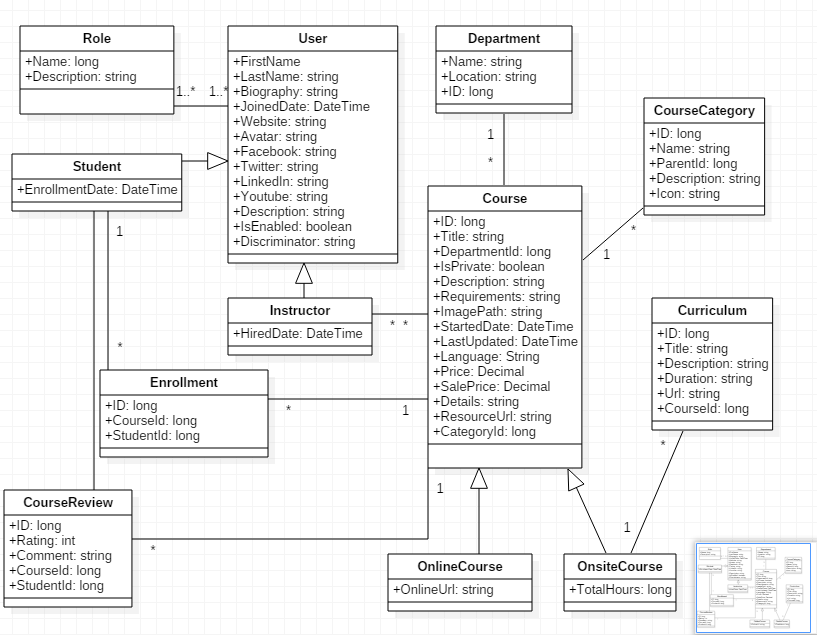 Role
+Name: long
+Description: string
1..*
1..*
User
+FirstName
+LastName: string
+Biography: string
+JoinedDate: DateTime
+Website: string
+Avatar: string
+Facebook: string
+Twitter: string
+LinkedIn: string
+Youtube: string
+Description: string
+IsEnabled: boolean
+Discriminator: string
Department
+Name: string
+Location: string
+ID: long
1
*
CourseCategory
+ID: long
+Name: string
+ParentId: long
+Description: string
+Icon: string
*
1
Student
+EnrollmentDate: DateTime
1
*
Course
+ID: long
+Title: string
+DepartmentId: long
+IsPrivate: boolean
+Description: string
+Requirements: string
+ImagePath: string
+StartedDate: DateTime
+LastUpdated: DateTime
+Language: String
+Price: Decimal
+SalePrice: Decimal
+Details: string
+ResourceUrl: string
+CategoryId: long
Instructor
+HiredDate: DateTime
* *
Curriculum
+ID: long
+Title: string
+Description: string
+Duration: string
+Url: string
+CourseId: long
*
1
Enrollment
+ID: long
+CourseId: long
+StudentId: long
*
1
CourseReview
+ID: long
+Rating: int
+Comment: string
+CourseId: long
+StudentId: long
*
1
OnlineCourse
+OnlineUrl: string
OnsiteCourse
+TotalHours: long